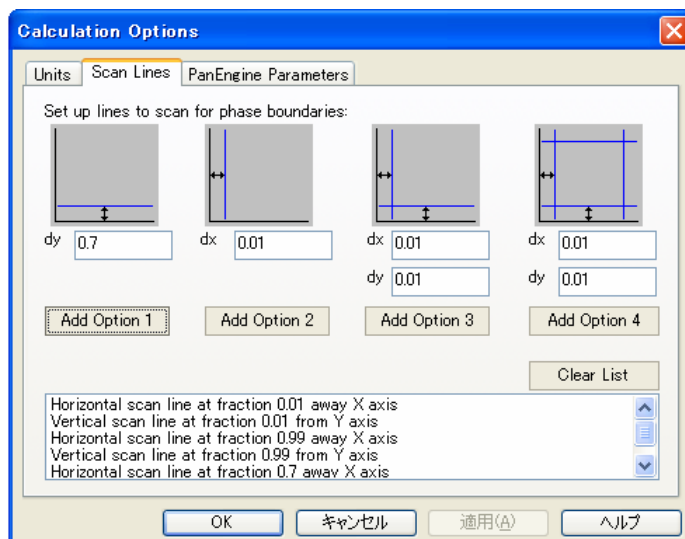 Calculation Options
Units Scan Lines PanEngine Parameters
Set up lines to scan for phase boundaries:
dy 0.7 dx 0.01 dx 0.01 dx 0.01
dy 0.01 dy 0.01
Add Option 1 Add Option 2 Add Option 3 Add Option 4
Clear List
Horizontal scan line at fraction 0.01 away X axis
Vertical scan line at fraction 0.01 from Y axis
Horizontal scan line at fraction 0.99 away X axis
Vertical scan line at fraction 0.99 from Y axis
Horizontal scan line at fraction 0.7 away X axis
OK キャンセル 適用(A) ヘルプ